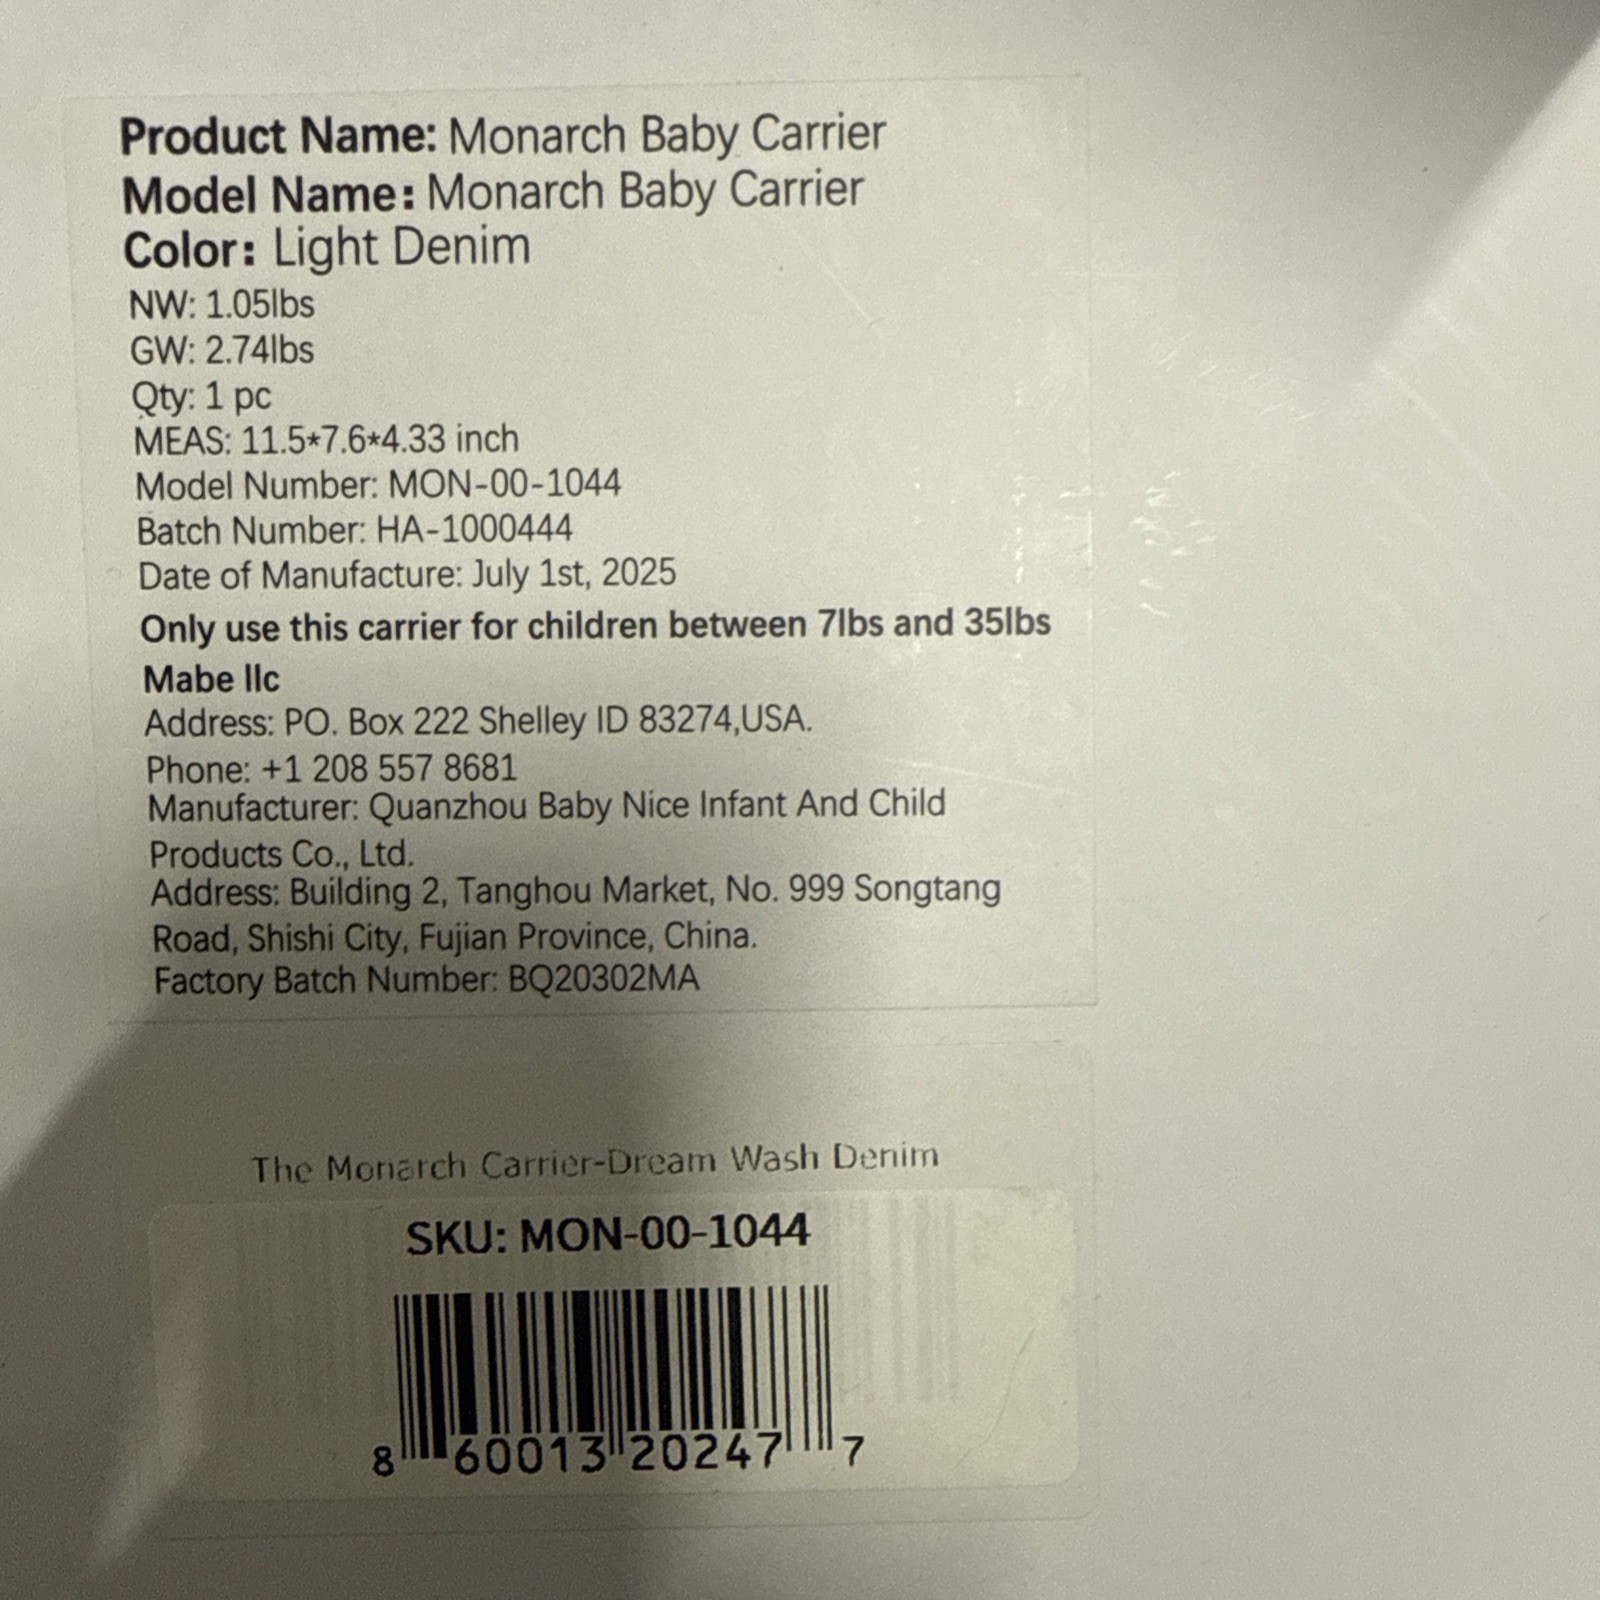 Product Name: Monarch Baby Carrier
Model Name: Monarch Baby Carrier
Color: Light Denim
NW: 1.05lbs
GW: 2.74lbs
Qty: 1 pc
MEAS: 11.5*7.6*4.33 inch
Model Number: MON-00-1044
Batch Number: HA-1000444
Date of Manufacture: July 1st, 2025
Only use this carrier for children between 7lbs and 35lbs
Mabe llc
Address: PO. Box 222 Shelley ID 83274,USA.
Phone: +1 208 557 8681
Manufacturer: Quanzhou Baby Nice Infant And Child
Products Co., Ltd.
Address: Building 2, Tanghou Market, No. 999 Songtang
Road, Shishi City, Fujian Province, China.
Factory Batch Number: BQ20302MA
The Monarch Carrier-Dream Wash Denim
SKU: MON-00-1044
8 60013 20247 7